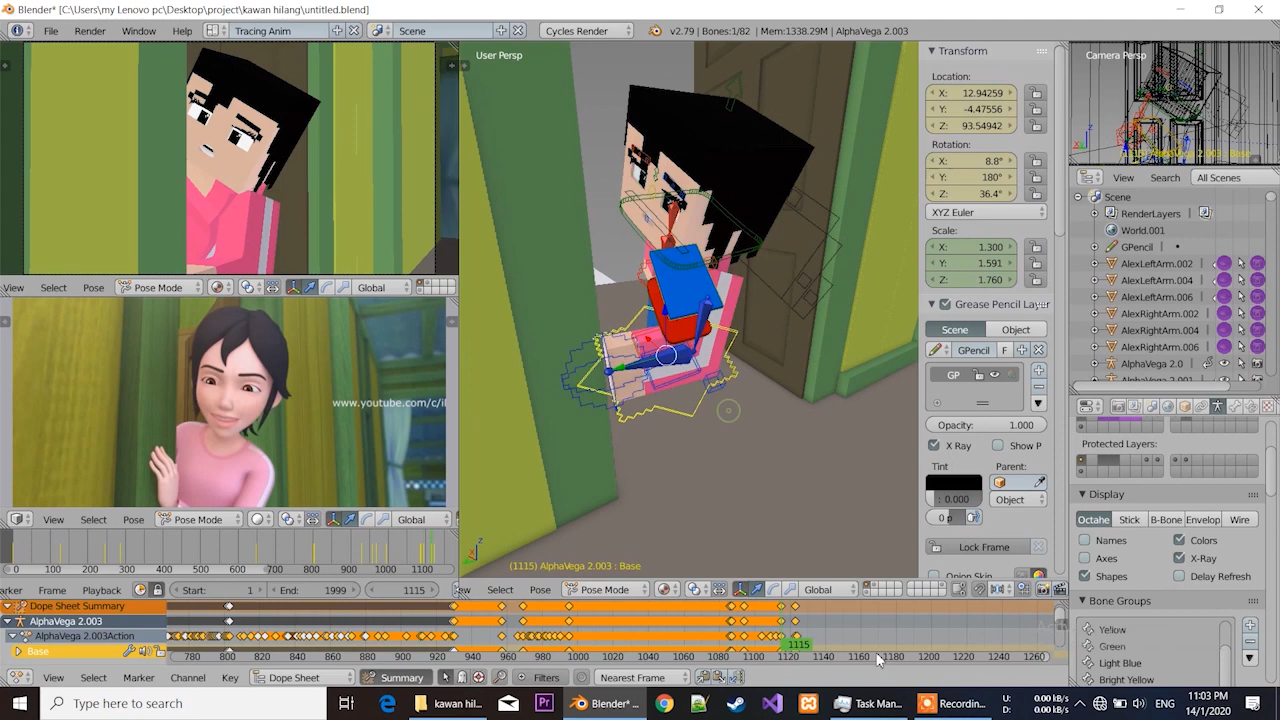 Blender* [C:\Users\my Lenovo pc\Desktop\project\kawan hilang\untitled.blend]
File Render Window Help Tracing Anim Scene Cycles Render v2.79 | Bones:1/82 | Mem:1338.29M | AlphaVega 2.003
User Persp
Camera Persp
Transform
Location:
X: 12.94259
Y: -4.47556
Z: 93.54942
Rotation:
X: 8.8°
Y: 180°
Z: 36.4°
XYZ Euler
Scale:
X: 1.300
Y: 1.591
Z: 1.760
Grease Pencil Layer
Scene Object
GPencil F
GP
Opacity: 1.000
X Ray Show P
Tint Parent:
: 0.000 Object
0 p
Lock Frame
Onion Skin
View Search All Scenes
Scene
RenderLayers
World.001
GPencil
AlexLeftArm.002
AlexLeftArm.004
AlexLeftArm.006
AlexRightArm.002
AlexRightArm.004
AlexRightArm.006
AlphaVega 2.0
Protected Layers:
Display
Octahe Stick B-Bone Envelop Wire
Names Colors
Axes X-Ray
Shapes Delay Refresh
Bone Groups
Yellow
Green
Light Blue
Bright Yellow
View Select Pose Pose Mode Global
www.youtube.com/c/il
View Select Pose Pose Mode Global
0 100 200 300 400 500 600 700 800 900 1000 1100
arker Frame Playback Start: 1 End: 1999 1115
(1115) AlphaVega 2.003 : Base
ew Select Pose Pose Mode Global
Dope Sheet Summary
AlphaVega 2.003
AlphaVega 2.003Action
Base
1115
780 800 820 840 860 880 900 920 940 960 980 1000 1020 1040 1060 1080 1100 1120 1140 1160 1180 1200 1220 1240 1260
View Select Marker Channel Key Dope Sheet Summary Filters Nearest Frame
Type here to search
kawan hil...
Blender* ...
Task Man...
Recordin...
U: 0.00 kB/s
D: 0.00 kB/s
ENG
11:03 PM
14/1/2020